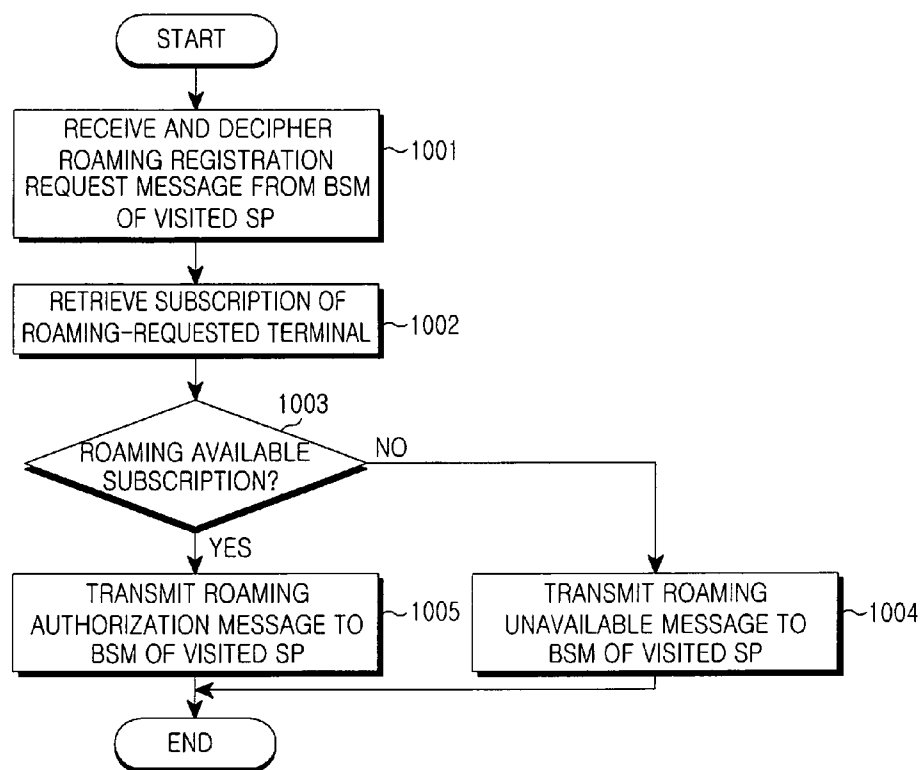 START
RECEIVE AND DECIPHER
ROAMING REGISTRATION
REQUEST MESSAGE FROM BSM
OF VISITED SP
1001
RETRIEVE SUBSCRIPTION OF
ROAMING-REQUESTED TERMINAL
1002
1003
ROAMING AVAILABLE
SUBSCRIPTION?
NO
YES
TRANSMIT ROAMING
AUTHORIZATION MESSAGE TO
BSM OF VISITED SP
1005
TRANSMIT ROAMING
UNAVAILABLE MESSAGE TO
BSM OF VISITED SP
1004
END